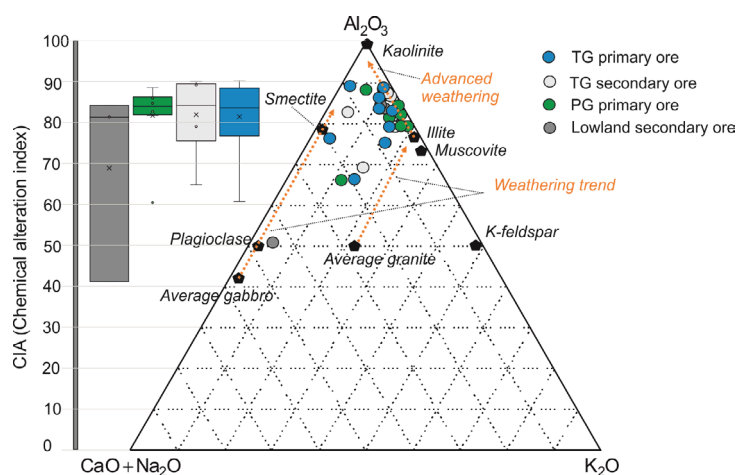 Al₂O₃
100
90
80
70
60
50
40
30
20
10
0
CIA (Chemical alteration index)
Kaolinite
Advanced
weathering
Smectite
Illite
Muscovite
Weathering trend
Plagioclase
K-feldspar
Average granite
Average gabbro
CaO + Na₂O
K₂O
TG primary ore
TG secondary ore
PG primary ore
Lowland secondary ore